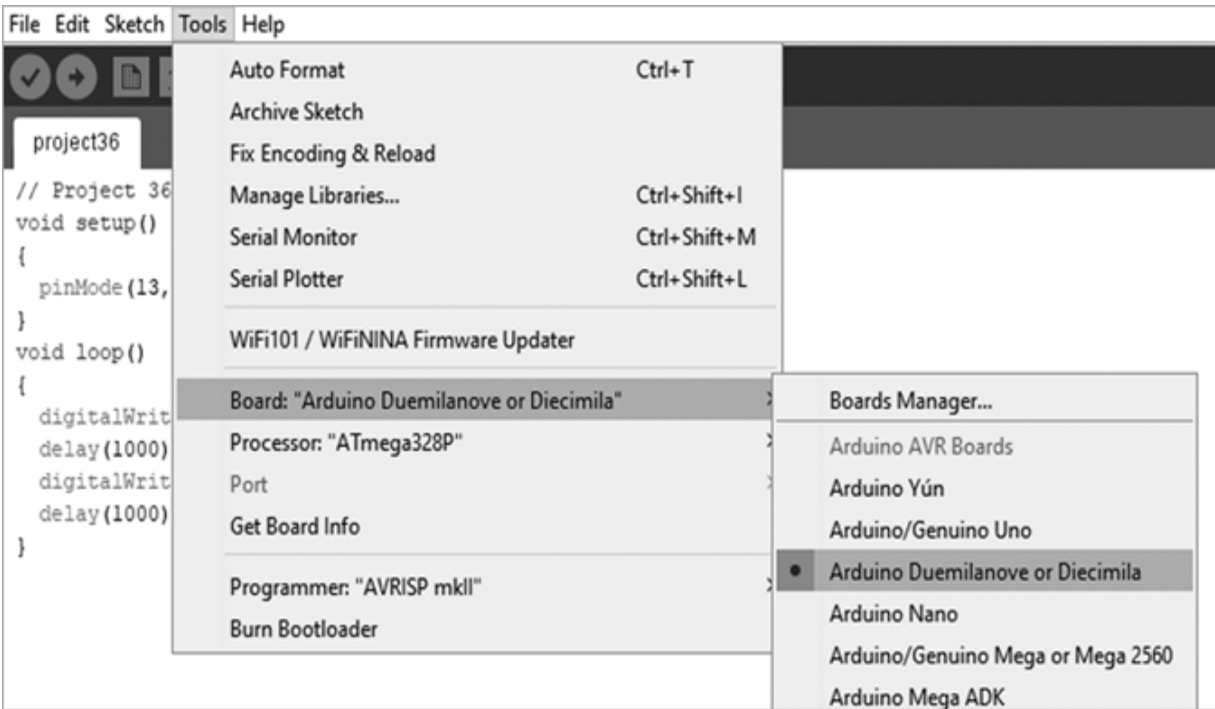 File Edit Sketch Tools Help
project36
// Project 36
void setup()
{
pinMode(13,
}
void loop()
{
digitalWrit
delay(1000)
digitalWrit
delay(1000)
}
Auto Format Ctrl+T
Archive Sketch
Fix Encoding & Reload
Manage Libraries... Ctrl+Shift+I
Serial Monitor Ctrl+Shift+M
Serial Plotter Ctrl+Shift+L
WiFi101 / WiFiNINA Firmware Updater
Board: "Arduino Duemilanove or Diecimila"
Processor: "ATmega328P"
Port
Get Board Info
Programmer: "AVRISP mkII"
Burn Bootloader
Boards Manager...
Arduino AVR Boards
Arduino Yún
Arduino/Genuino Uno
Arduino Duemilanove or Diecimila
Arduino Nano
Arduino/Genuino Mega or Mega 2560
Arduino Mega ADK